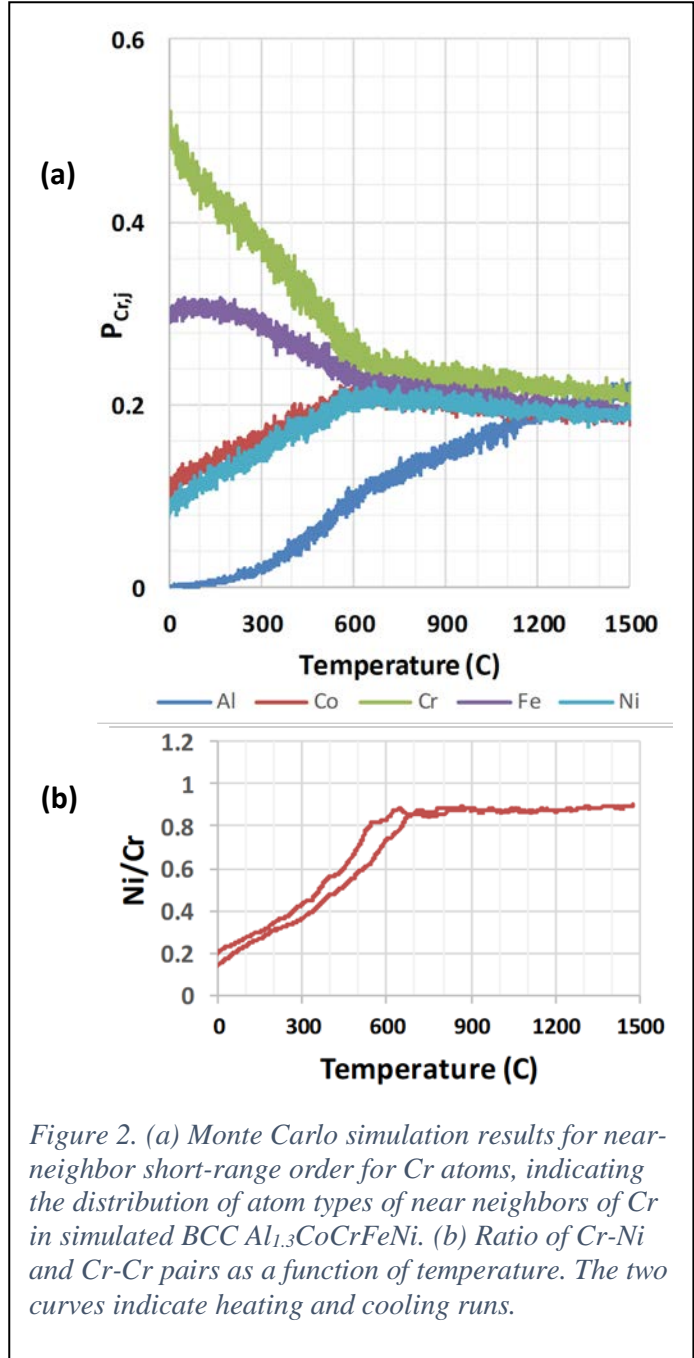 (a)
0.6
0.4
0.2
0
P_Cr,j
0 300 600 900 1200 1500
Temperature (C)
Al Co Cr Fe Ni
(b)
1.2
1
0.8
0.6
0.4
0.2
0
Ni/Cr
0 300 600 900 1200 1500
Temperature (C)
Figure 2. (a) Monte Carlo simulation results for near-
neighbor short-range order for Cr atoms, indicating
the distribution of atom types of near neighbors of Cr
in simulated BCC Al1.3CoCrFeNi. (b) Ratio of Cr-Ni
and Cr-Cr pairs as a function of temperature. The two
curves indicate heating and cooling runs.